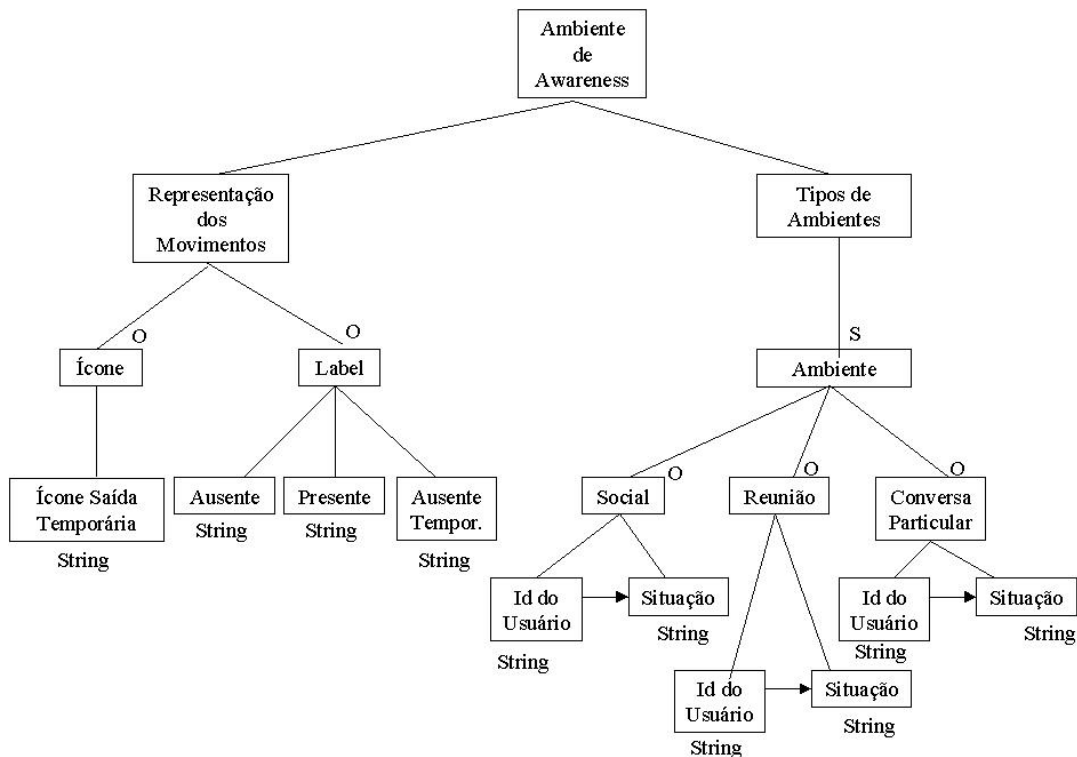 Ambiente
de
Awareness
Representação
dos
Movimentos
Tipos de
Ambientes
O
O
S
Ícone
Label
Ambiente
O
O
O
Ícone Saída
Temporária
String
Ausente
String
Presente
String
Ausente
Tempor.
String
Social
Reunião
Conversa
Particular
Id do
Usuário
String
Situação
String
Id do
Usuário
String
Situação
String
Id do
Usuário
String
Situação
String